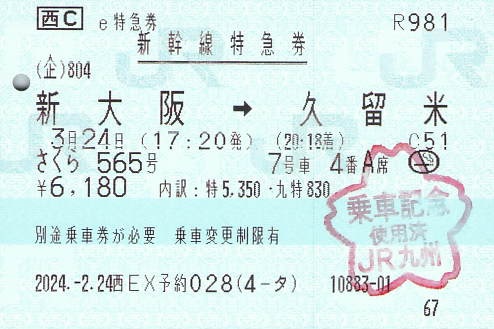 西C e特急券 R981
新幹線特急券
(企)804
新大阪 → 久留米
3月24日 (17:20発) (20:18着) C51
さくら 565号 7号車 4番A席
¥6,180 内訳:特5,350・九特830
乗車記念
使用済
JR九州
別途乗車券が必要 乗車変更制限有
2024.-2.24西EX予約028(4-タ) 10883-01
67